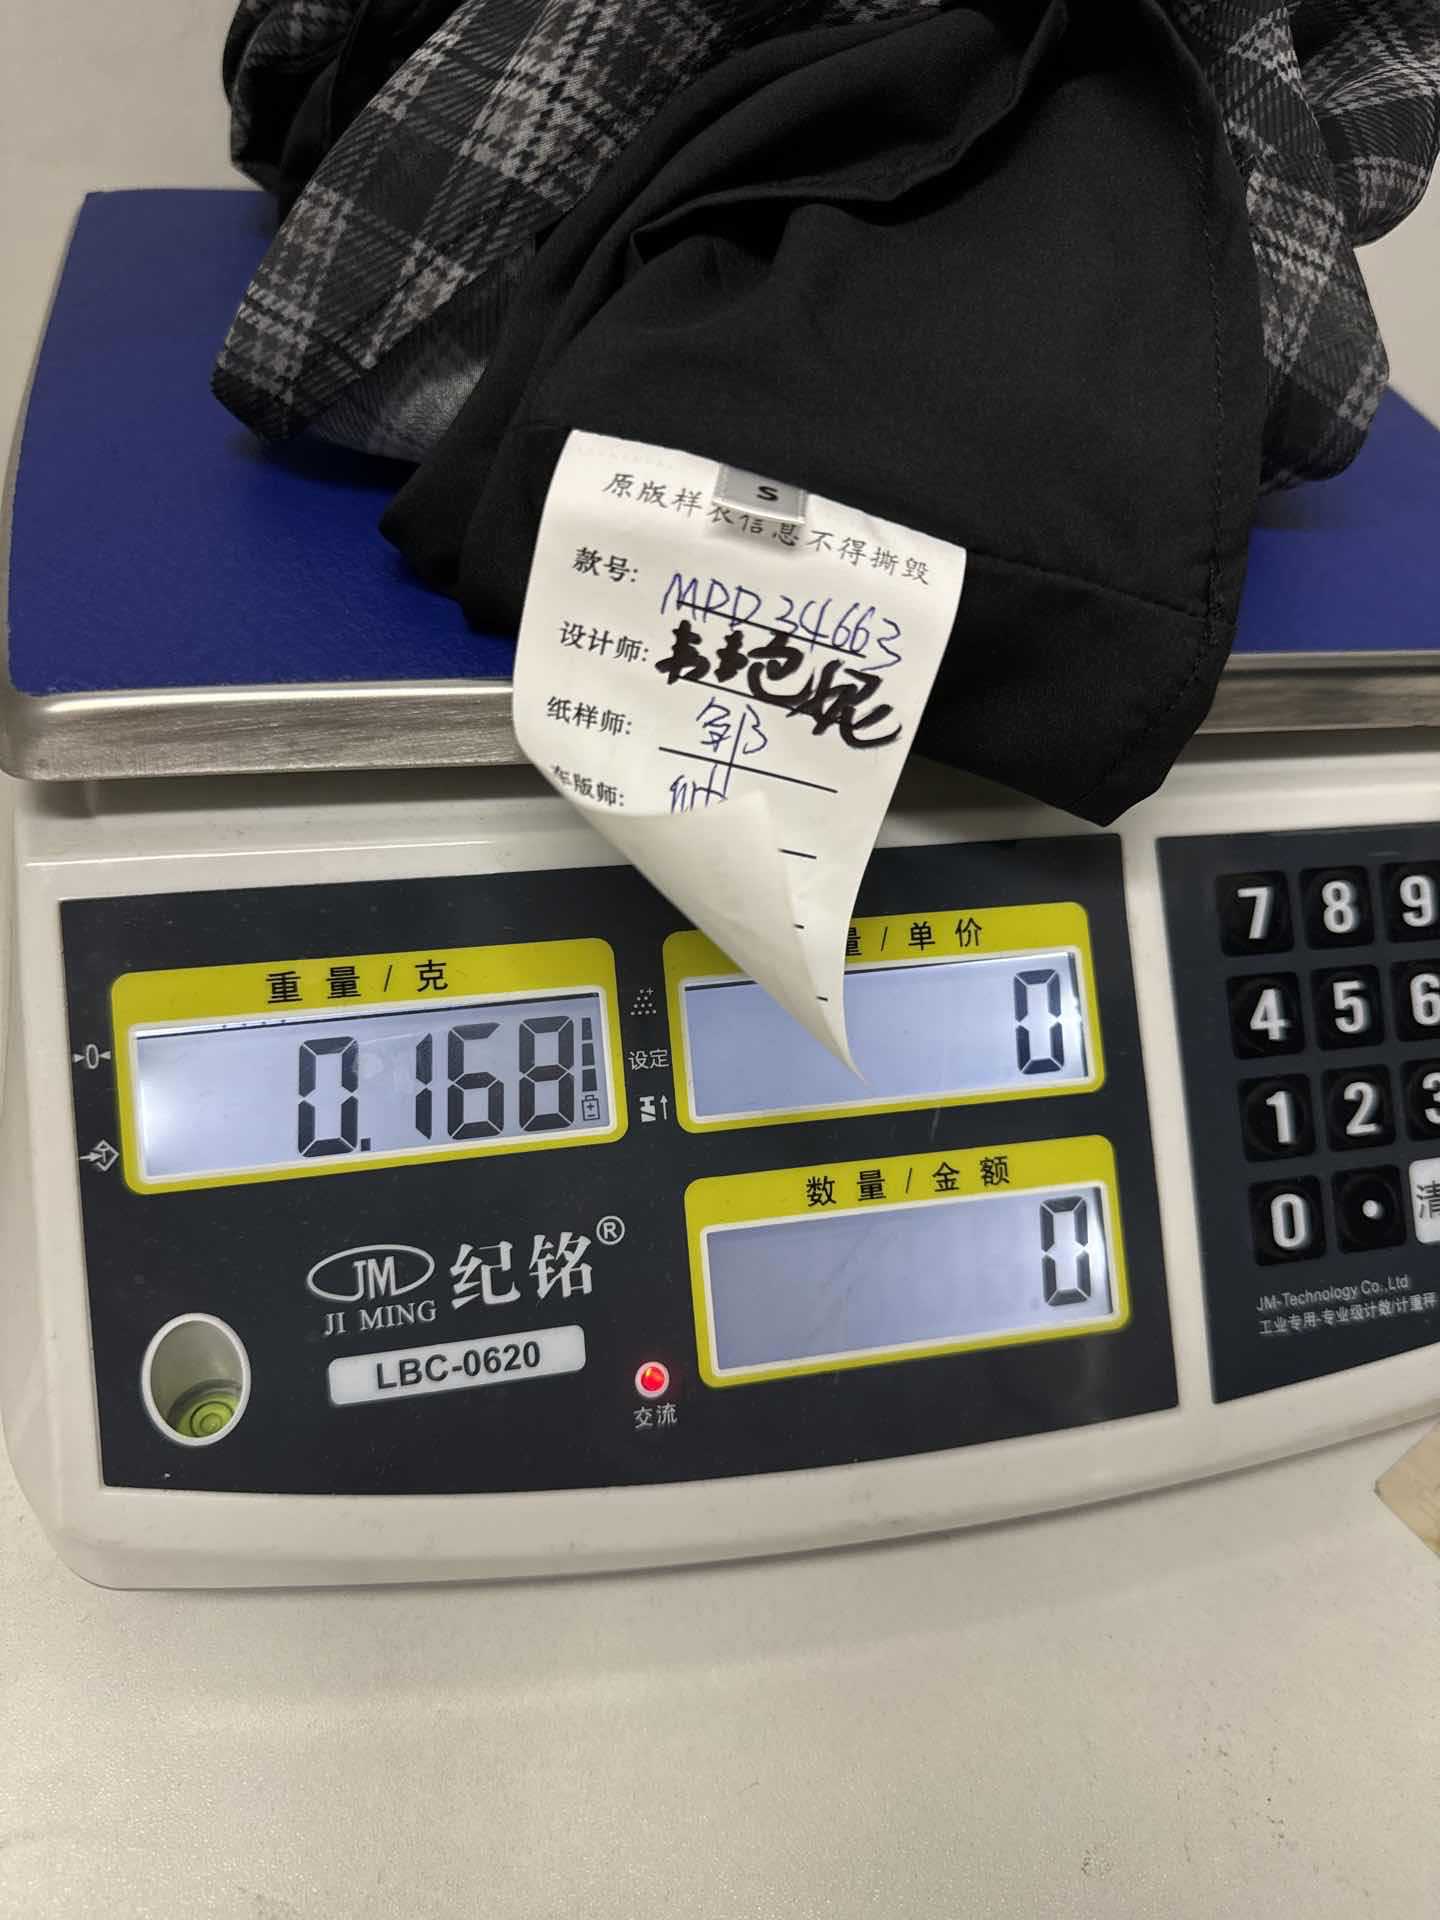 S
原版样衣信息不得撕毁
款号: MPD34663
设计师:
纸样师: 郭
车版师:
重量/克
0.168
设定
量/单价
0
数量/金额
0
JM 纪铭®
JI MING
LBC-0620
交流
7 8 9
4 5 6
1 2 3
0 . 清
JM-Technology Co.,Ltd
工业专用-专业级计数/计重秤